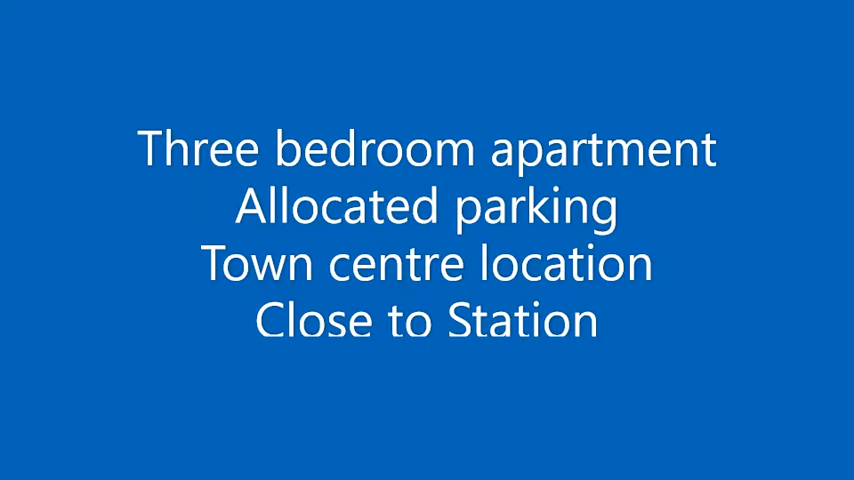 Three bedroom apartment
Allocated parking
Town centre location
Close to Station